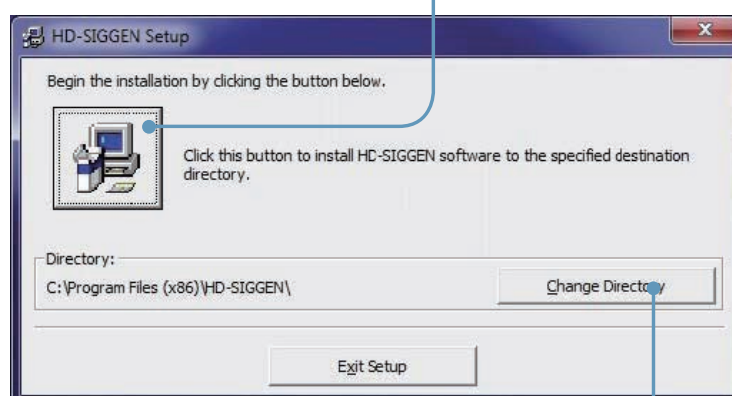 HD-SIGGEN Setup
Begin the installation by clicking the button below.
Click this button to install HD-SIGGEN software to the specified destination
directory.
Directory:
C:\Program Files (x86)\HD-SIGGEN\
Change Directory
Exit Setup